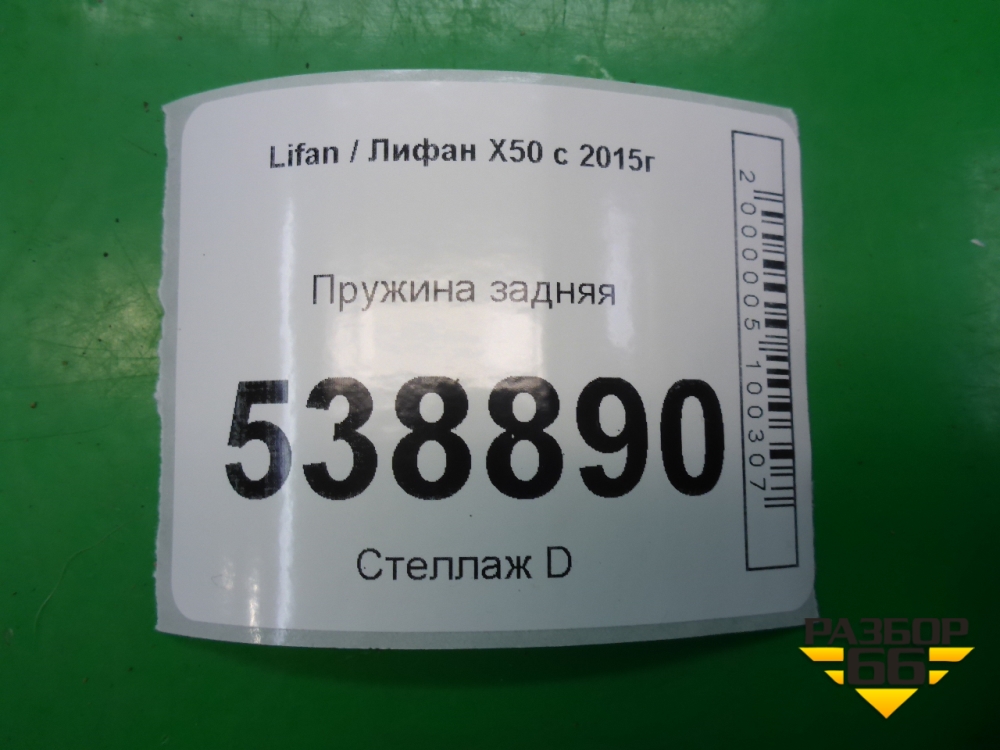 Lifan / Лифан X50 с 2015г
Пружина задняя
538890
Стеллаж D
2000005100307
РАЗБОР
66